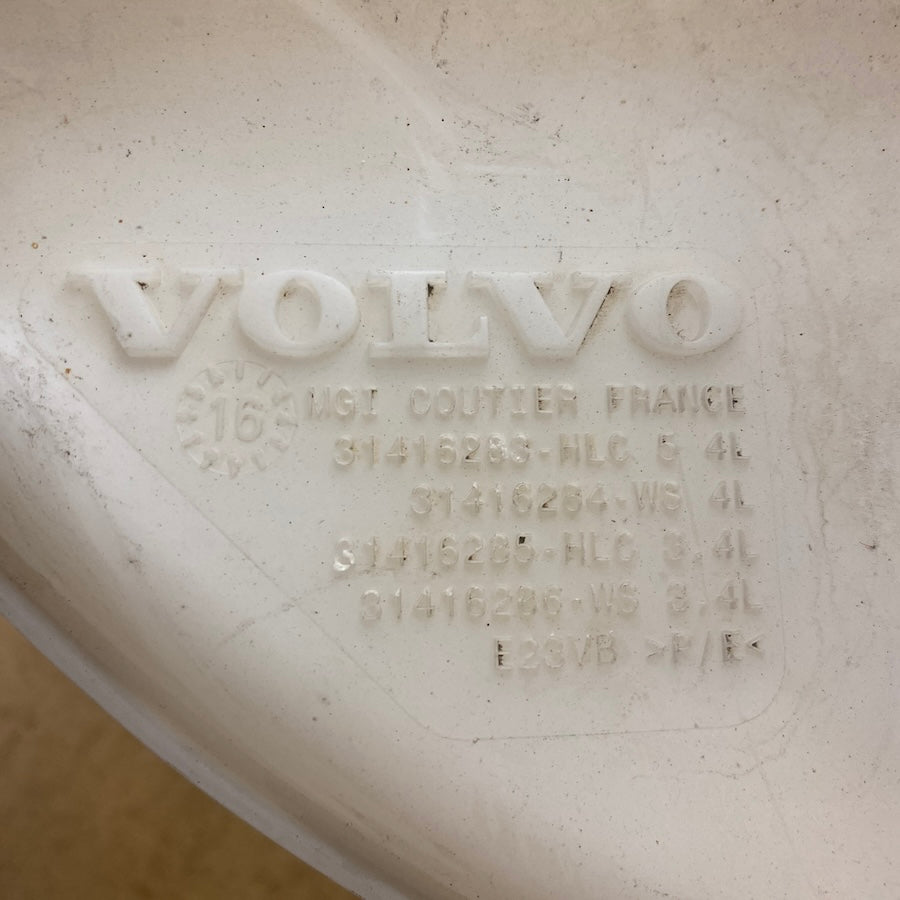 VOLVO
16
MGI COUTIER FRANCE
31416283-HLC 5.4L
31416284-WS 4L
31416285-HLC 3.4L
31416286-WS 3.4L
>P/E<